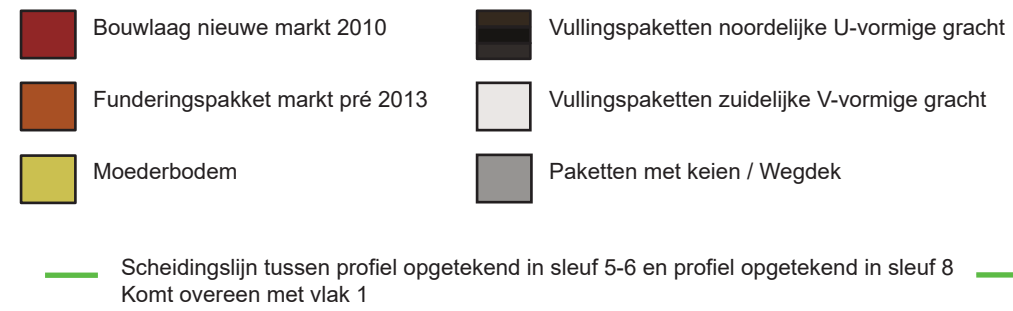 Bouwlaag nieuwe markt 2010
Vullingspaketten noordelijke U-vormige gracht
Funderingspakket markt pré 2013
Vullingspaketten zuidelijke V-vormige gracht
Moederbodem
Paketten met keien / Wegdek
Scheidingslijn tussen profiel opgetekend in sleuf 5-6 en profiel opgetekend in sleuf 8
Komt overeen met vlak 1